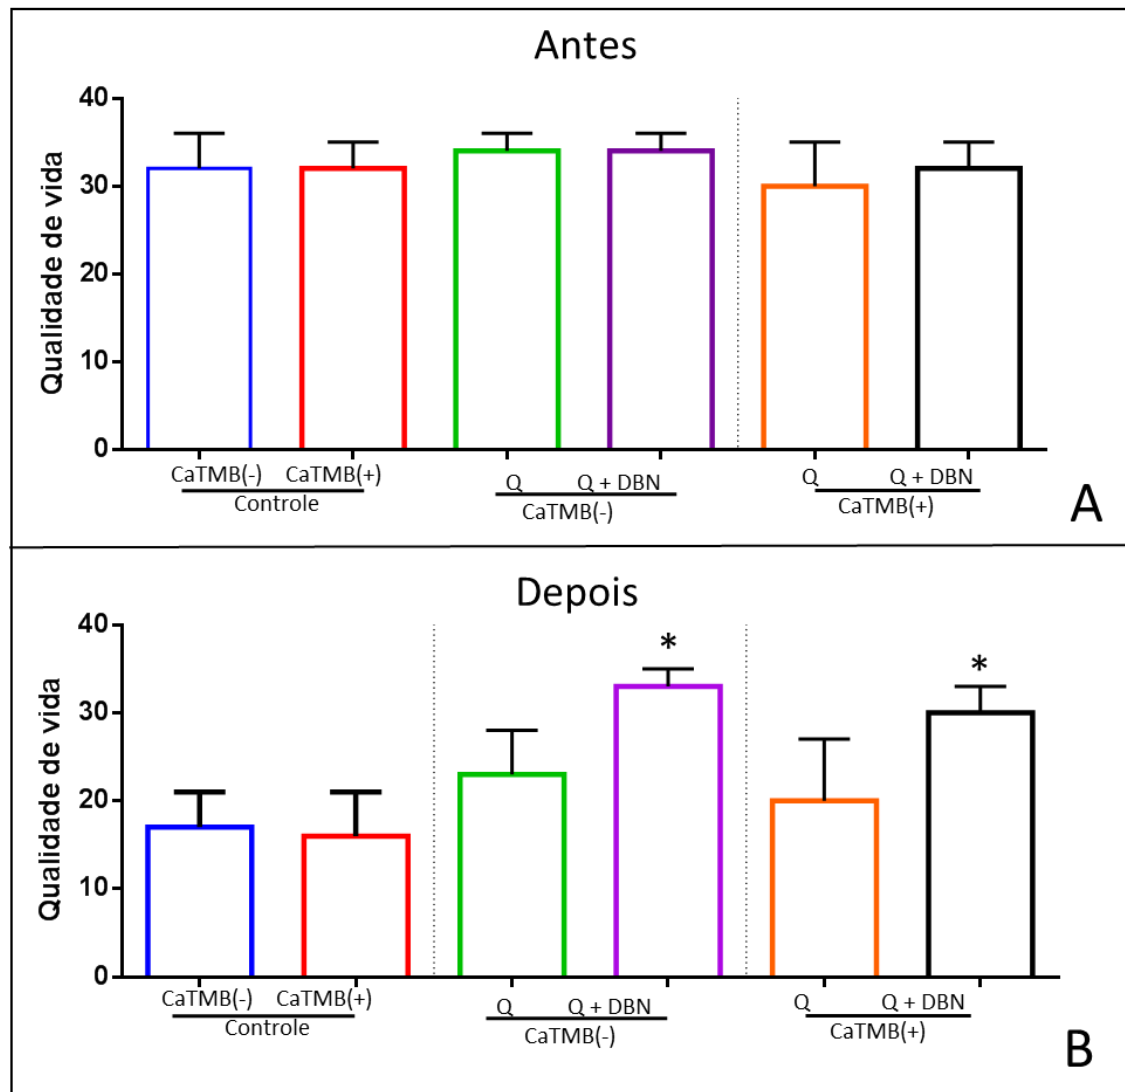 Antes
Qualidade de vida
40
30
20
10
0
CaTMB(-) CaTMB(+)
Controle
Q Q + DBN
CaTMB(-)
Q Q + DBN
CaTMB(+)
A
Depois
Qualidade de vida
40
30
20
10
0
* *
CaTMB(-) CaTMB(+)
Controle
Q Q + DBN
CaTMB(-)
Q Q + DBN
CaTMB(+)
B